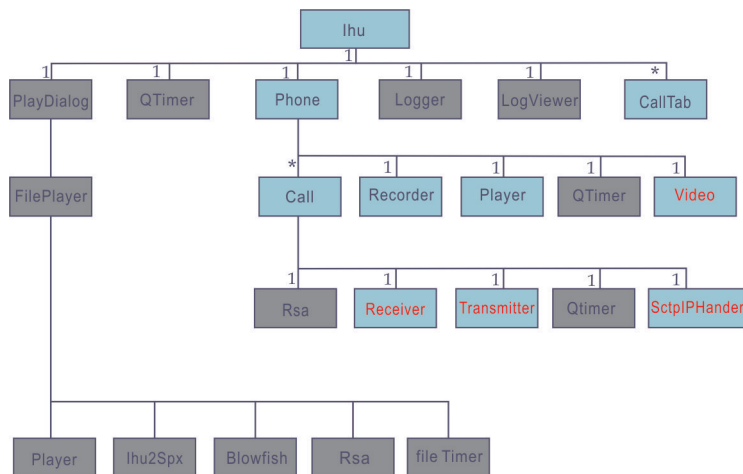 Ihu
1
1 1 1 1 1 *
PlayDialog QTimer Phone Logger LogViewer CallTab
* 1 1 1 1
FilePlayer Call Recorder Player QTimer Video
1 1 1 1 1
Rsa Receiver Transmitter Qtimer SctpIPHander
Player Ihu2Spx Blowfish Rsa file Timer